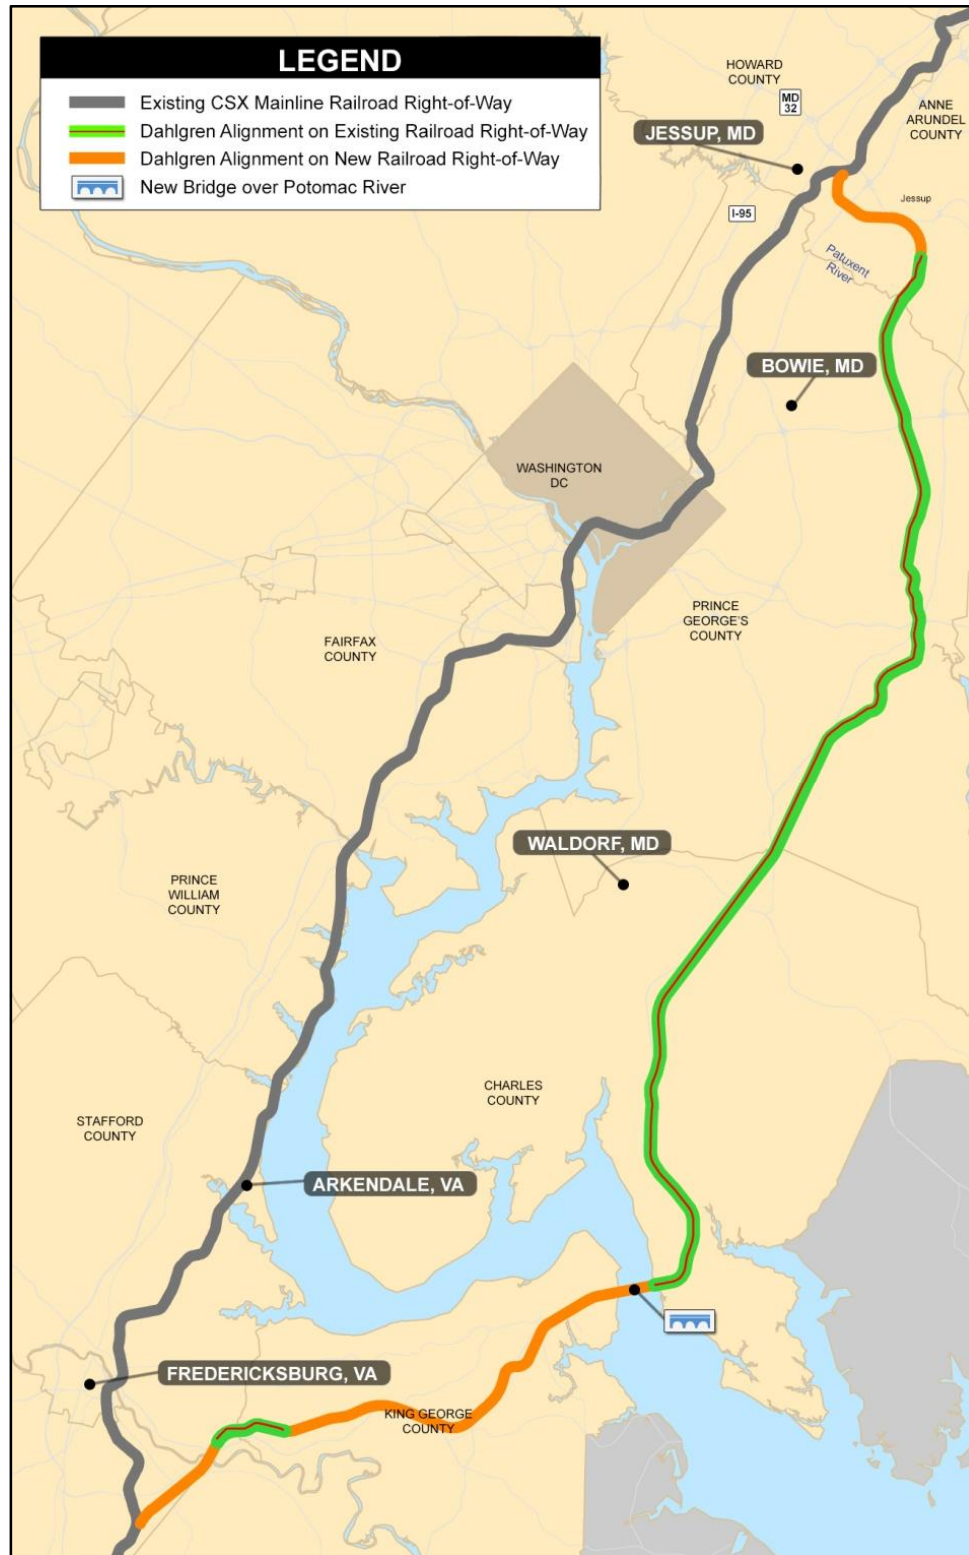 LEGEND
Existing CSX Mainline Railroad Right-of-Way
Dahlgren Alignment on Existing Railroad Right-of-Way
Dahlgren Alignment on New Railroad Right-of-Way
New Bridge over Potomac River
HOWARD
COUNTY
MD
32
ANNE
ARUNDEL
COUNTY
JESSUP, MD
Jessup
I-95
Patuxent
River
BOWIE, MD
WASHINGTON
DC
PRINCE
GEORGE'S
COUNTY
FAIRFAX
COUNTY
WALDORF, MD
PRINCE
WILLIAM
COUNTY
CHARLES
COUNTY
STAFFORD
COUNTY
ARKENDALE, VA
FREDERICKSBURG, VA
KING GEORGE
COUNTY